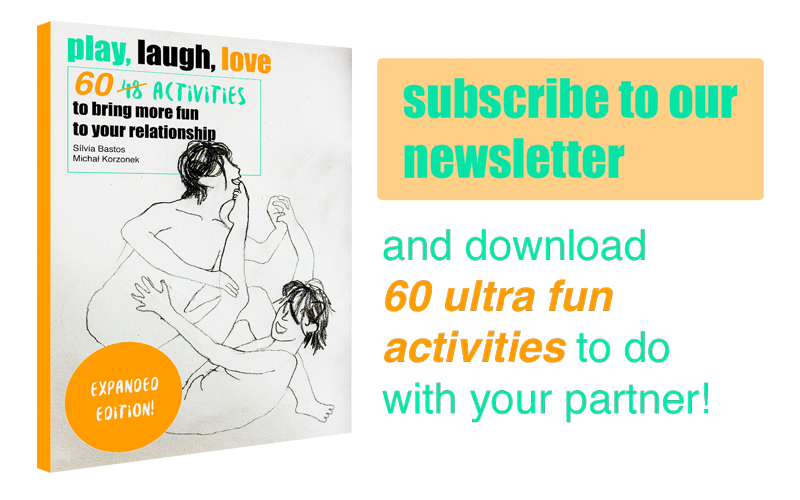 play, laugh, love
60 48 ACTIVITIES
to bring more fun
to your relationship
Sílvia Bastos
Michał Korzonek
EXPANDED
EDITION!
subscribe to our
newsletter
and download
60 ultra fun
activities to do
with your partner!